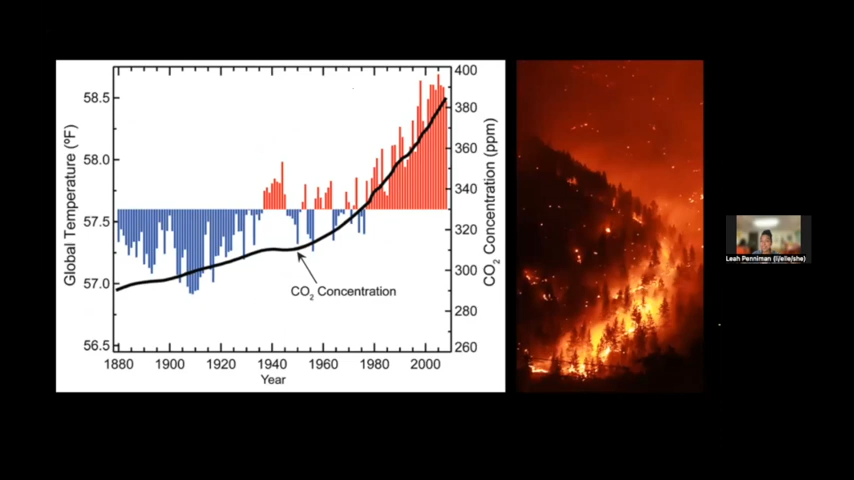 Global Temperature (ºF)
58.5
58.0
57.5
57.0
56.5
400
380
360
340
320
300
280
260
CO2 Concentration (ppm)
CO2 Concentration
1880 1900 1920 1940 1960 1980 2000
Year
Leah Penniman (li/elle/she)